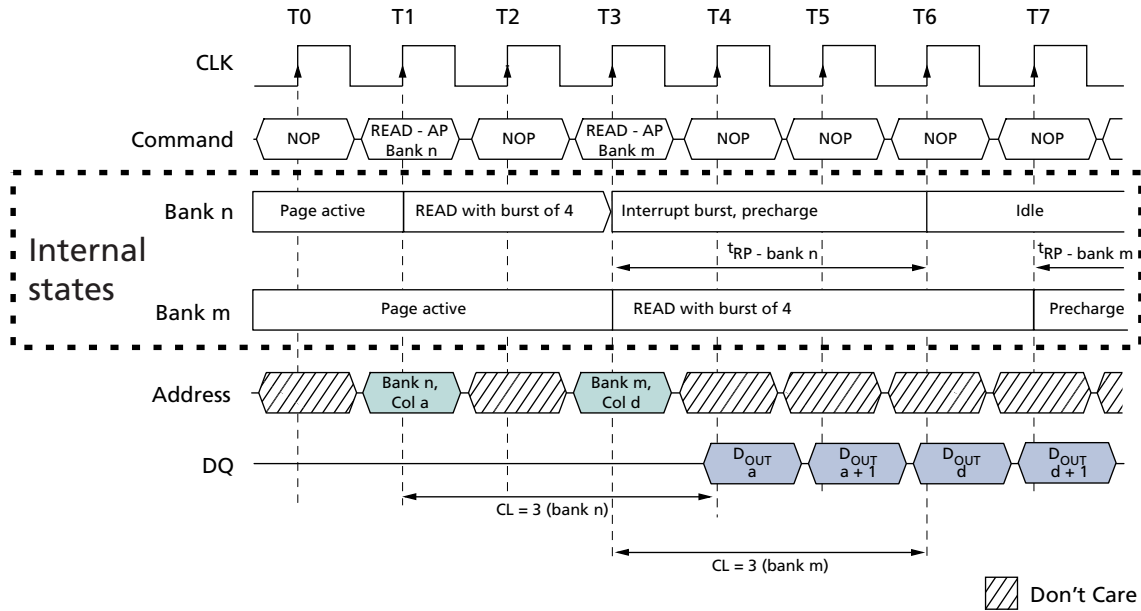 T0 T1 T2 T3 T4 T5 T6 T7
CLK
Command NOP READ - AP Bank n NOP READ - AP Bank m NOP NOP NOP NOP
Bank n Page active READ with burst of 4 Interrupt burst, precharge Idle
Internal states
tRP - bank n tRP - bank m
Bank m Page active READ with burst of 4 Precharge
Address Bank n, Col a Bank m, Col d
DQ DOUT a DOUT a + 1 DOUT d DOUT d + 1
CL = 3 (bank n)
CL = 3 (bank m)
Don't Care